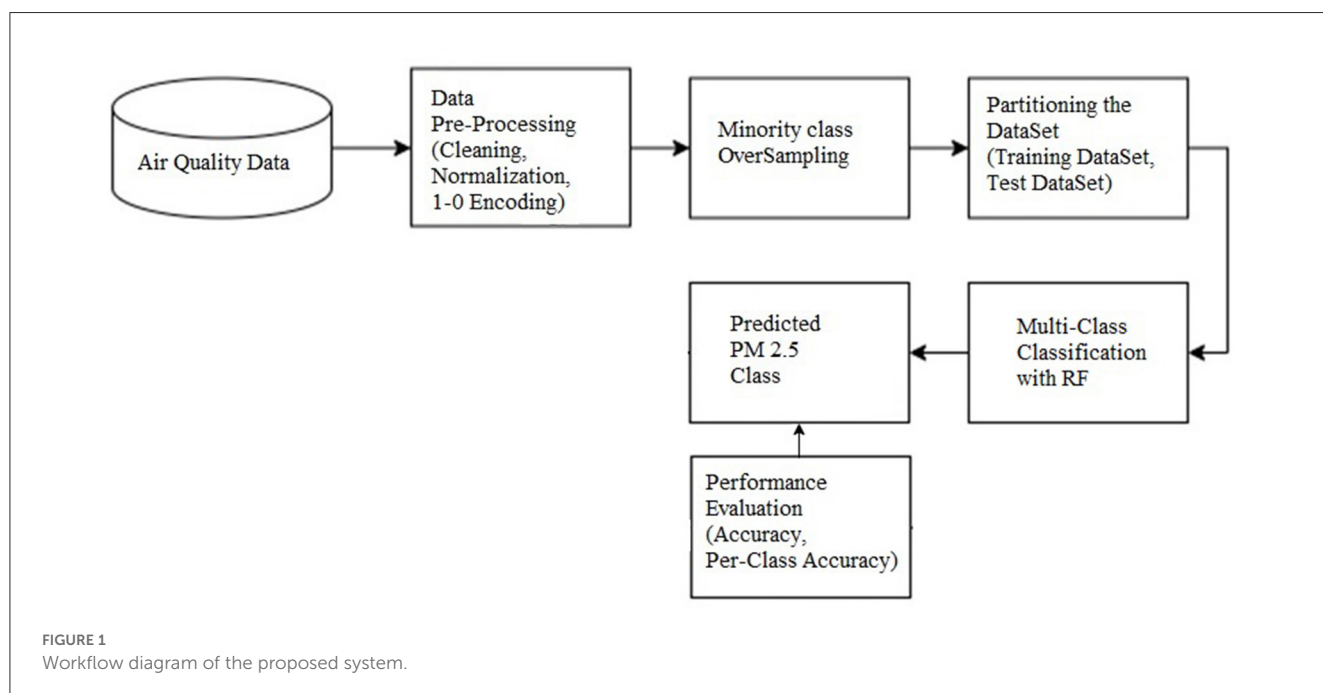 Air Quality Data
Data
Pre-Processing
(Cleaning,
Normalization,
1-0 Encoding)
Minority class
OverSampling
Partitioning the
DataSet
(Training DataSet,
Test DataSet)
Multi-Class
Classification
with RF
Predicted
PM 2.5
Class
Performance
Evaluation
(Accuracy,
Per-Class Accuracy)
FIGURE 1
Workflow diagram of the proposed system.